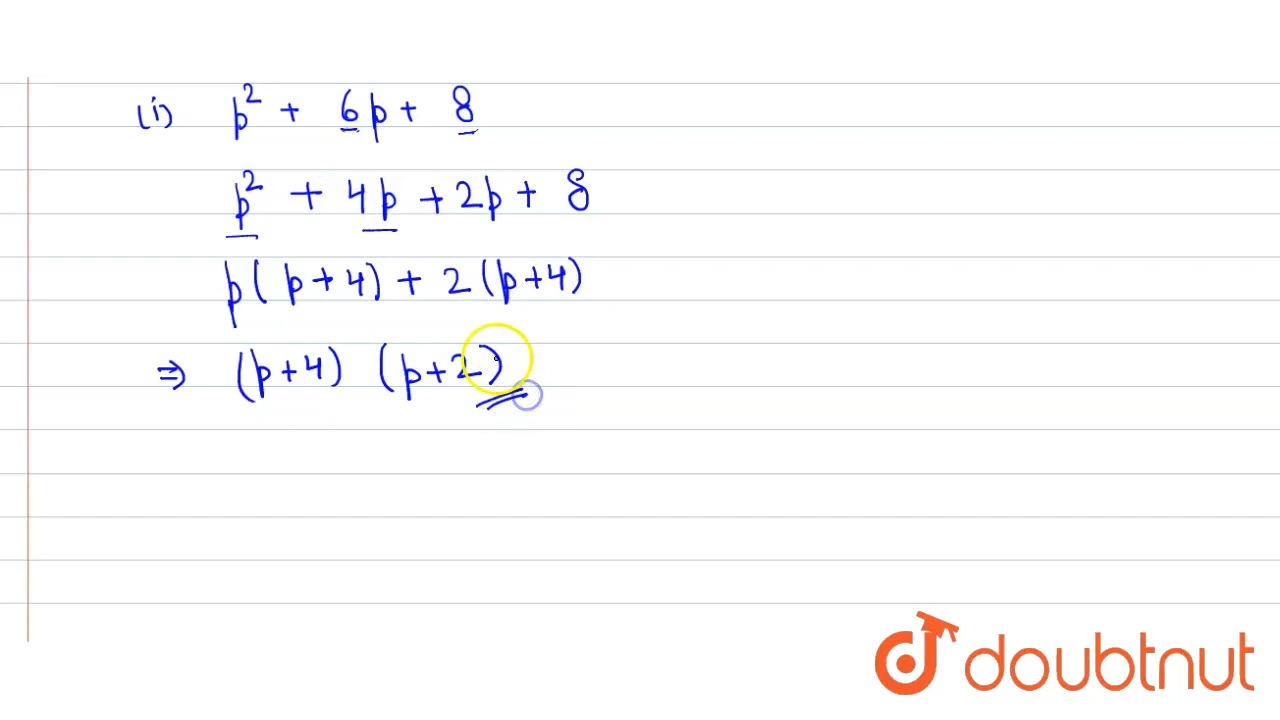 (i) p² + 6p + 8
p² + 4p + 2p + 8
p(p+4) + 2(p+4)
⇒ (p+4) (p+2)
doubtnut